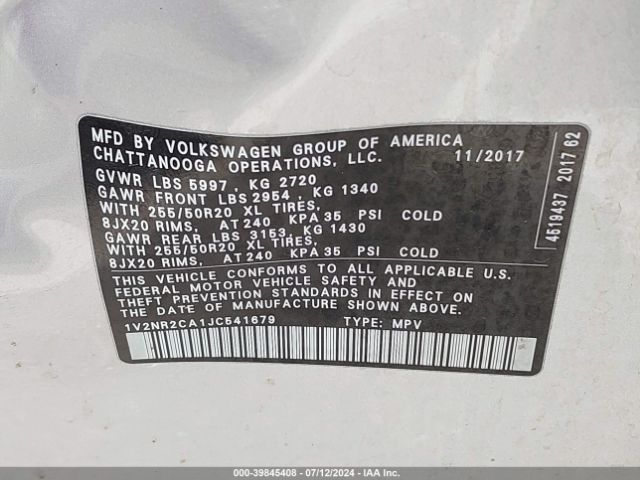 MFD BY VOLKSWAGEN GROUP OF AMERICA
CHATTANOOGA OPERATIONS, LLC. 11/2017
GVWR LBS 5997 , KG 2720
GAWR FRONT LBS 2954 , KG 1340
WITH 255/50R20 XL TIRES,
8JX20 RIMS, AT 240 KPA 35 PSI COLD
GAWR REAR LBS 3153, KG 1430
WITH 255/50R20 XL TIRES,
8JX20 RIMS, AT 240 KPA 35 PSI COLD
THIS VEHICLE CONFORMS TO ALL APPLICABLE U.S.
FEDERAL MOTOR VEHICLE SAFETY AND
THEFT PREVENTION STANDARDS IN EFFECT ON
THE DATE OF MANUFACTURE SHOWN ABOVE.
1V2NR2CA1JC541679 TYPE: MPV
4519437 2017 62
000-39845408 | 07/12/2024 | IAA Inc.